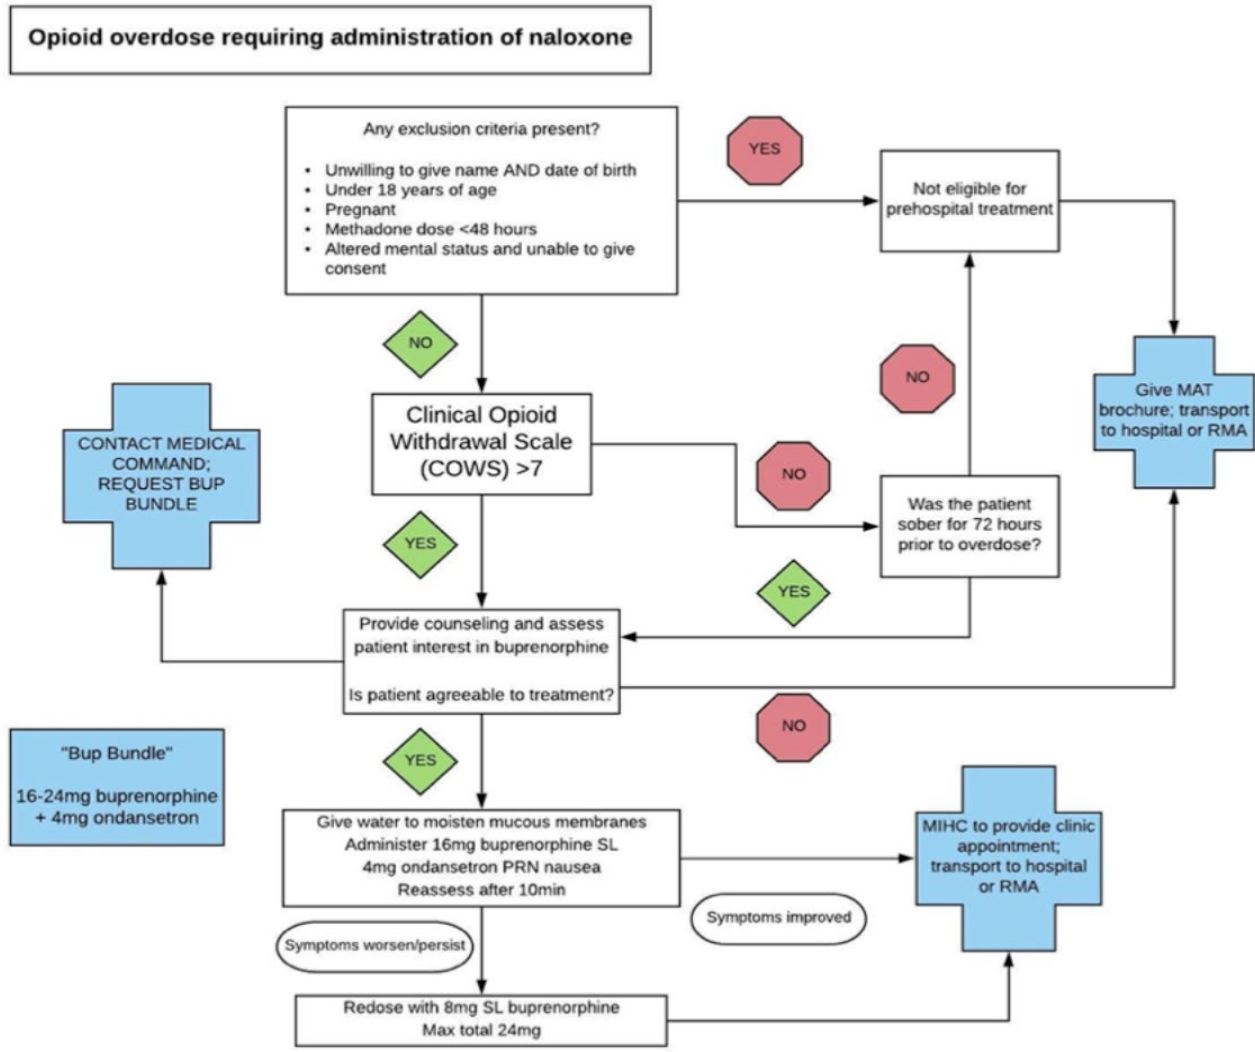 Opioid overdose requiring administration of naloxone
Any exclusion criteria present?
• Unwilling to give name AND date of birth
• Under 18 years of age
• Pregnant
• Methadone dose <48 hours
• Altered mental status and unable to give
consent
YES
Not eligible for
prehospital treatment
NO
NO
Give MAT
brochure; transport
to hospital or RMA
Clinical Opioid
Withdrawal Scale
(COWS) >7
CONTACT MEDICAL
COMMAND;
REQUEST BUP
BUNDLE
NO
Was the patient
sober for 72 hours
prior to overdose?
YES
YES
Provide counseling and assess
patient interest in buprenorphine
Is patient agreeable to treatment?
NO
"Bup Bundle"
16-24mg buprenorphine
+ 4mg ondansetron
YES
Give water to moisten mucous membranes
Administer 16mg buprenorphine SL
4mg ondansetron PRN nausea
Reassess after 10min
MIHC to provide clinic
appointment;
transport to hospital
or RMA
Symptoms improved
Symptoms worsen/persist
Redose with 8mg SL buprenorphine
Max total 24mg